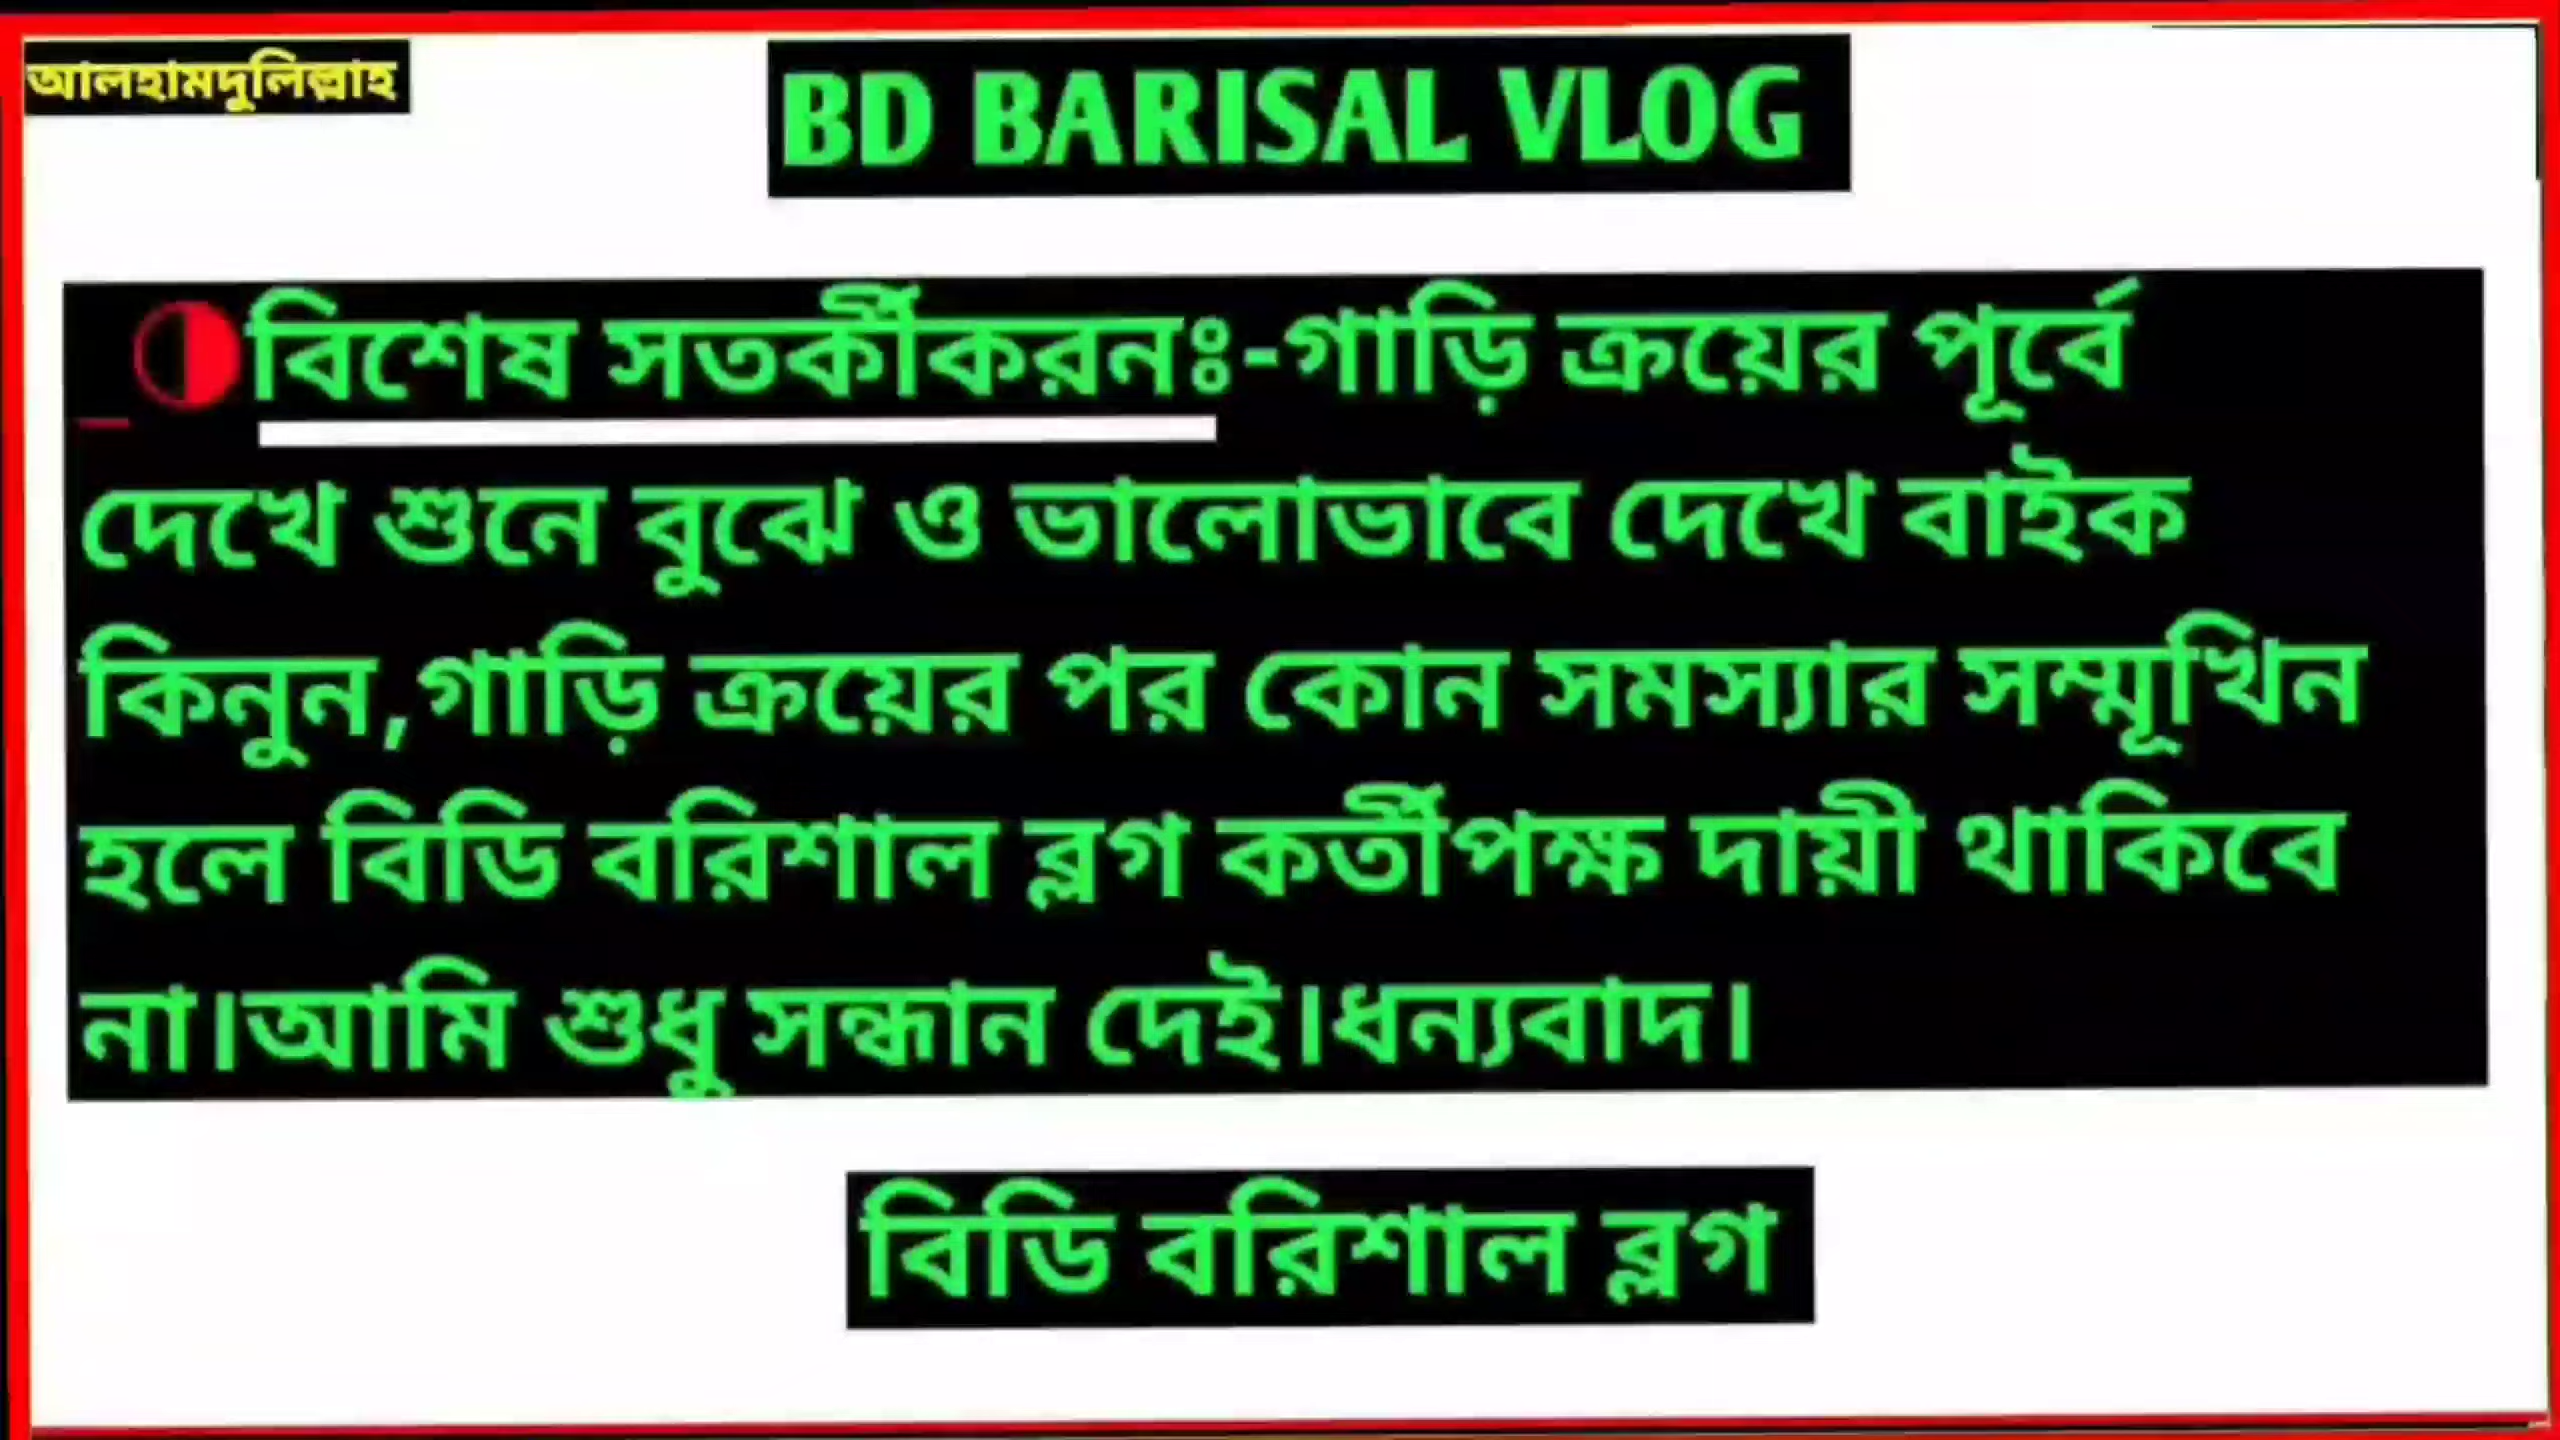 আলহামদুলিল্লাহ
BD BARISAL VLOG
বিশেষ সতর্কীকরনঃ-গাড়ি ক্রয়ের পূর্বে
দেখে শুনে বুঝে ও ভালোভাবে দেখে বাইক
কিনুন,গাড়ি ক্রয়ের পর কোন সমস্যার সম্মূখিন
হলে বিডি বরিশাল ব্লগ কর্তীপক্ষ দায়ী থাকিবে
না।আমি শুধু সন্ধান দেই।ধন্যবাদ।
বিডি বরিশাল ব্লগ